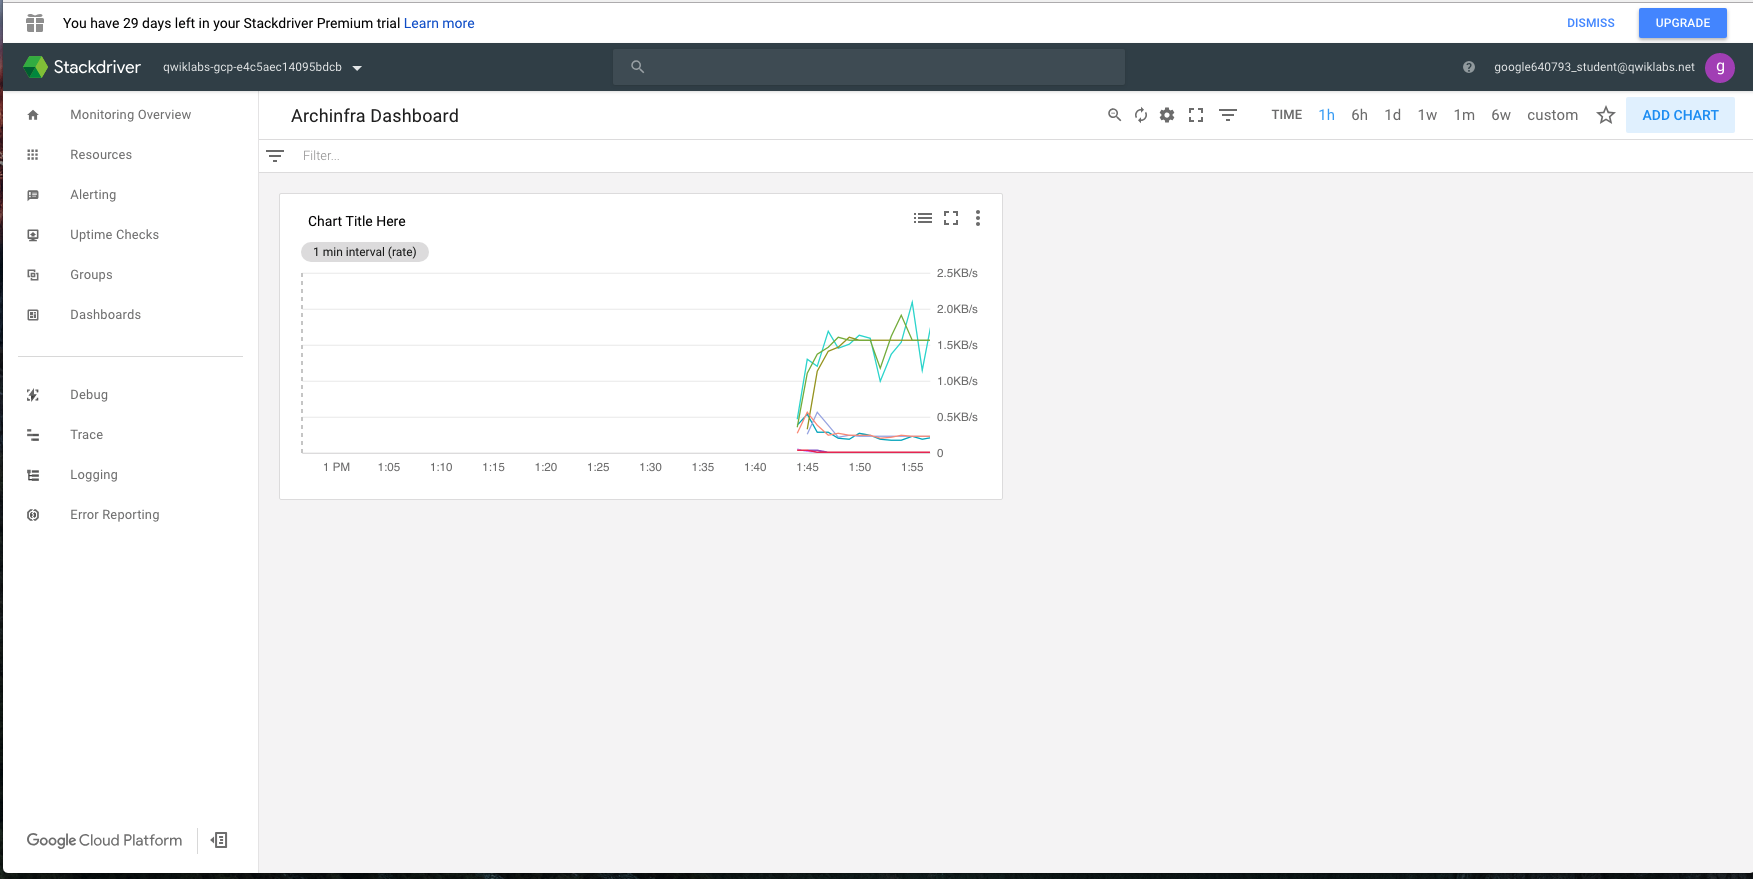 You have 29 days left in your Stackdriver Premium trial Learn more
DISMISS
UPGRADE
Stackdriver
qwiklabs-gcp-e4c5aec14095bdcb
google640793_student@qwiklabs.net
g
Monitoring Overview
Resources
Alerting
Uptime Checks
Groups
Dashboards
Debug
Trace
Logging
Error Reporting
Google Cloud Platform
Archinfra Dashboard
TIME 1h 6h 1d 1w 1m 6w custom
ADD CHART
Filter...
Chart Title Here
1 min interval (rate)
2.5KB/s
2.0KB/s
1.5KB/s
1.0KB/s
0.5KB/s
0
1 PM 1:05 1:10 1:15 1:20 1:25 1:30 1:35 1:40 1:45 1:50 1:55